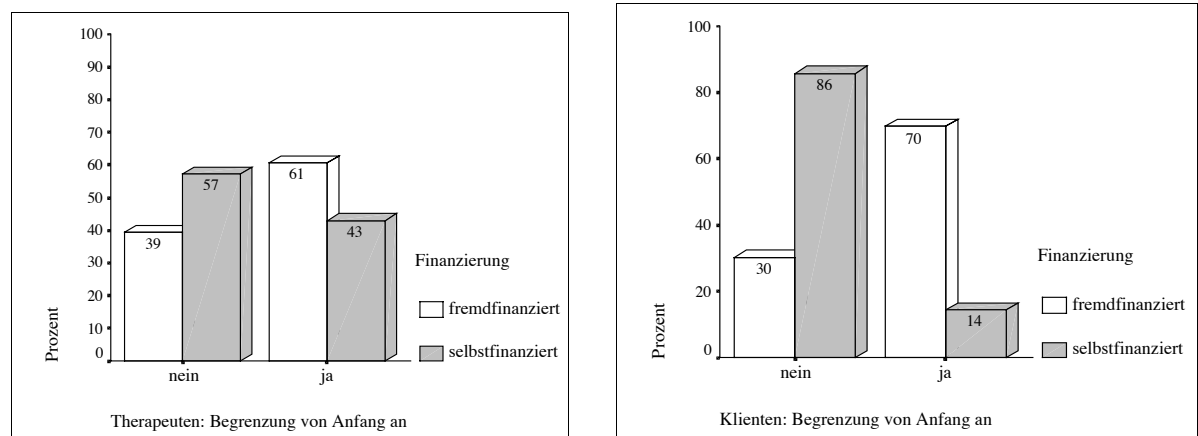 100
90
80
70
60
50
40
30
20
10
0
Prozent
39
57
61
43
nein
ja
Finanzierung
fremdfinanziert
selbstfinanziert
Therapeuten: Begrenzung von Anfang an
100
80
60
40
20
0
Prozent
30
86
70
14
nein
ja
Finanzierung
fremdfinanziert
selbstfinanziert
Klienten: Begrenzung von Anfang an